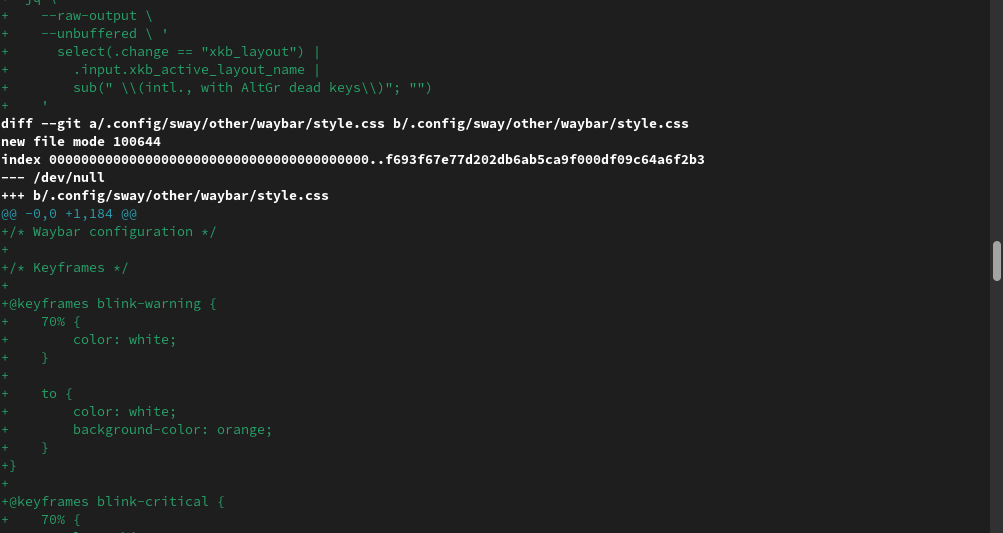 +  jq \
+    --raw-output \
+    --unbuffered \ '
+      select(.change == "xkb_layout") |
+        .input.xkb_active_layout_name |
+        sub(" \\(intl., with AltGr dead keys\\)"; "")
+    '
diff --git a/.config/sway/other/waybar/style.css b/.config/sway/other/waybar/style.css
new file mode 100644
index 0000000000000000000000000000000000000000..f693f67e77d202db6ab5ca9f000df09c64a6f2b3
--- /dev/null
+++ b/.config/sway/other/waybar/style.css
@@ -0,0 +1,184 @@
+/* Waybar configuration */
+
+/* Keyframes */
+
+@keyframes blink-warning {
+    70% {
+        color: white;
+    }
+
+    to {
+        color: white;
+        background-color: orange;
+    }
+}
+
+@keyframes blink-critical {
+    70% {